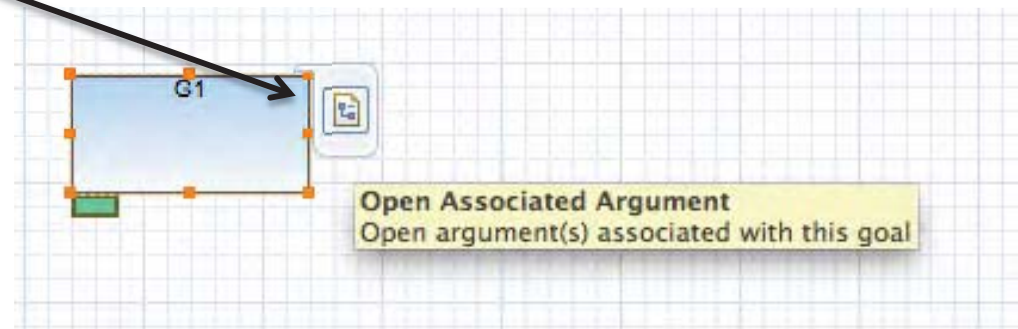 G1
Open Associated Argument
Open argument(s) associated with this goal